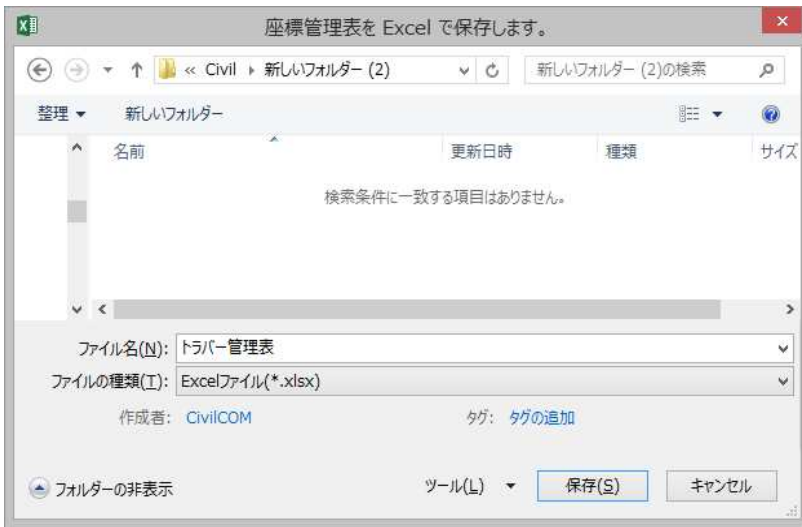 座標管理表を Excel で保存します。
« Civil 新しいフォルダー (2) 新しいフォルダー (2)の検索
整理 新しいフォルダー
名前 更新日時 種類 サイズ
検索条件に一致する項目はありません。
ファイル名(N): トラバー管理表
ファイルの種類(T): Excelファイル(*.xlsx)
作成者: CivilCOM タグ: タグの追加
フォルダーの非表示 ツール(L) 保存(S) キャンセル